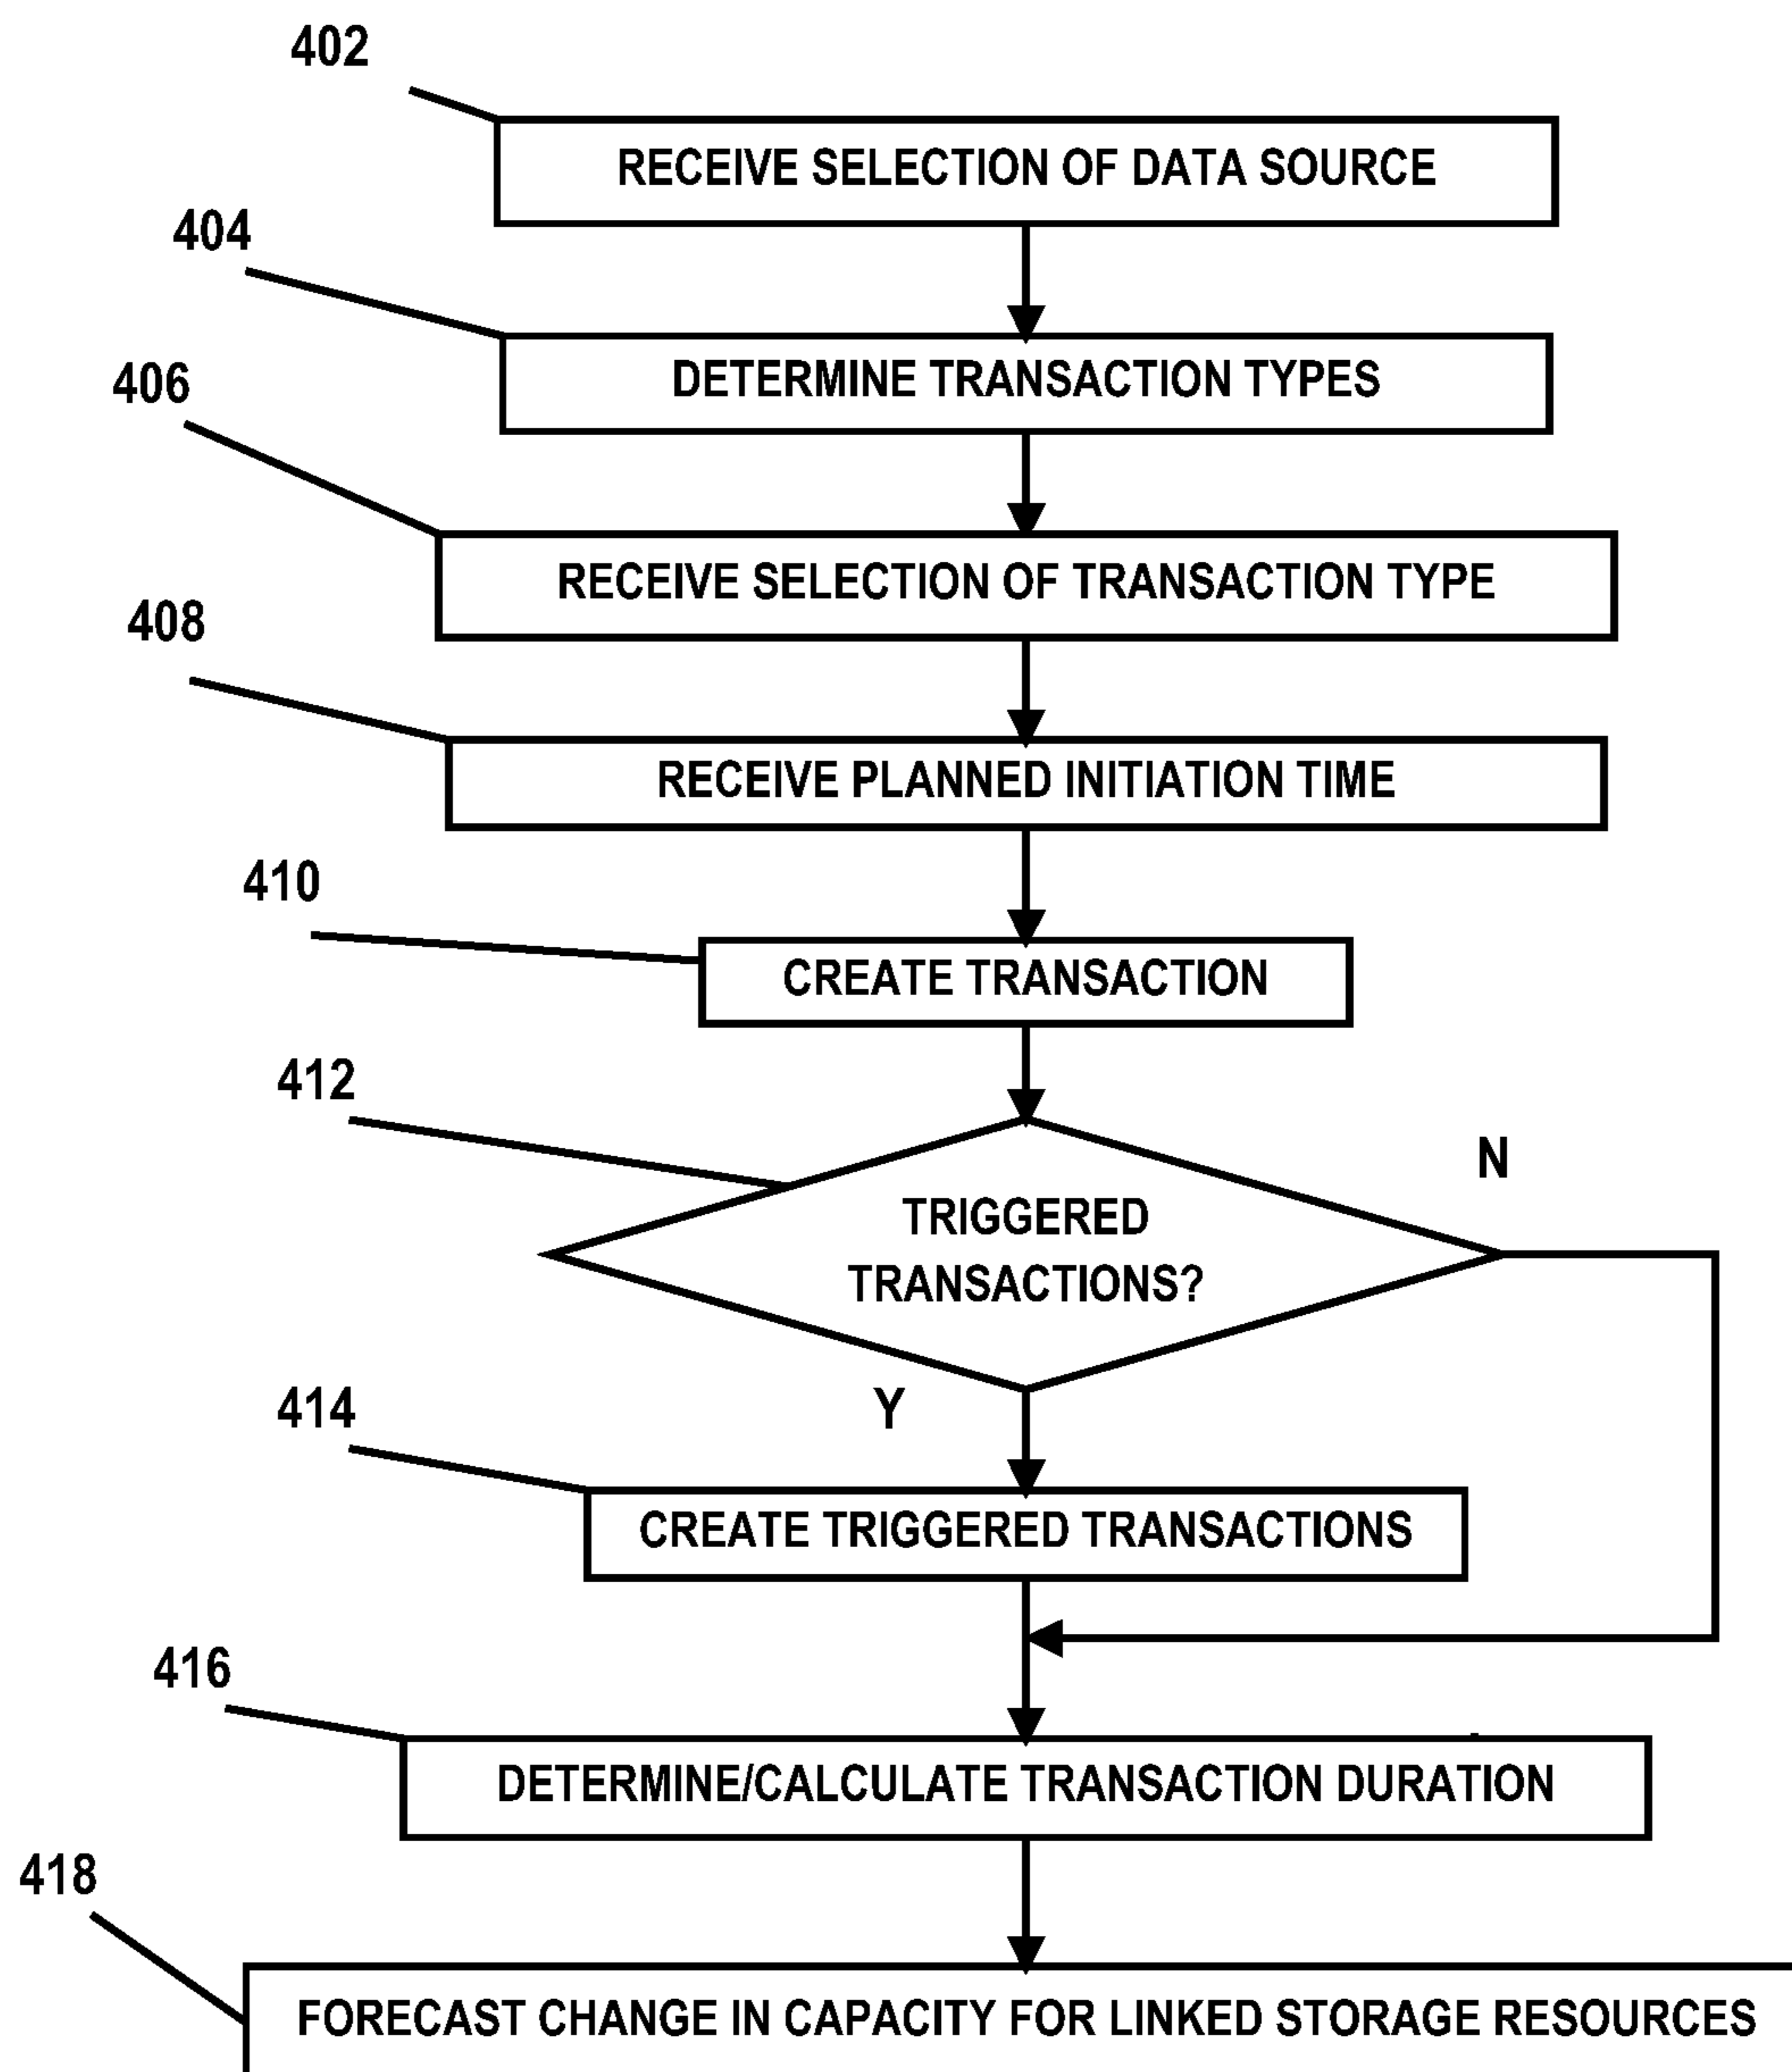 402
RECEIVE SELECTION OF DATA SOURCE
404
DETERMINE TRANSACTION TYPES
406
RECEIVE SELECTION OF TRANSACTION TYPE
408
RECEIVE PLANNED INITIATION TIME
410
CREATE TRANSACTION
412
N
TRIGGERED
TRANSACTIONS?
Y
414
CREATE TRIGGERED TRANSACTIONS
416
DETERMINE/CALCULATE TRANSACTION DURATION
418
FORECAST CHANGE IN CAPACITY FOR LINKED STORAGE RESOURCES